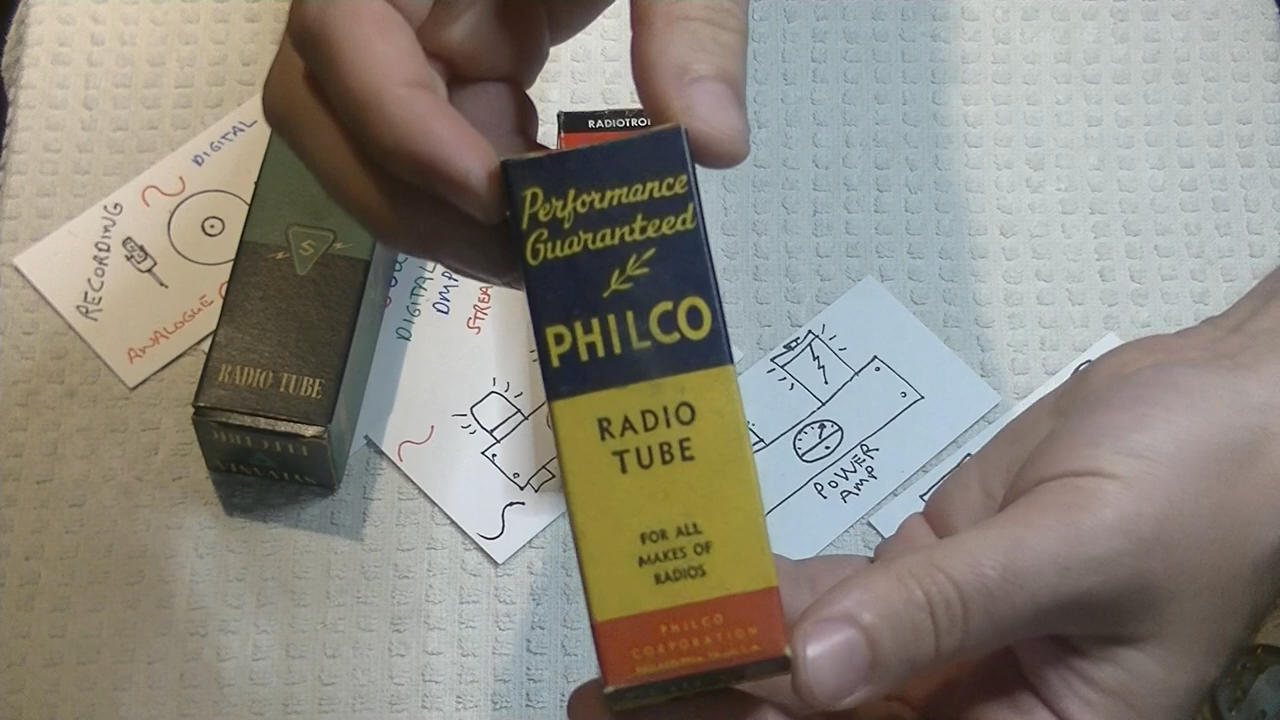 RADIOTRO
Performance
Guaranteed
PHILCO
RADIO
TUBE
FOR ALL
MAKES OF
RADIOS
PHILCO
CORPORATION
RECORDING
DIGITAL
ANALOGUE
S
RADIO TUBE
DIGITAL
STREA
POWER
AMP